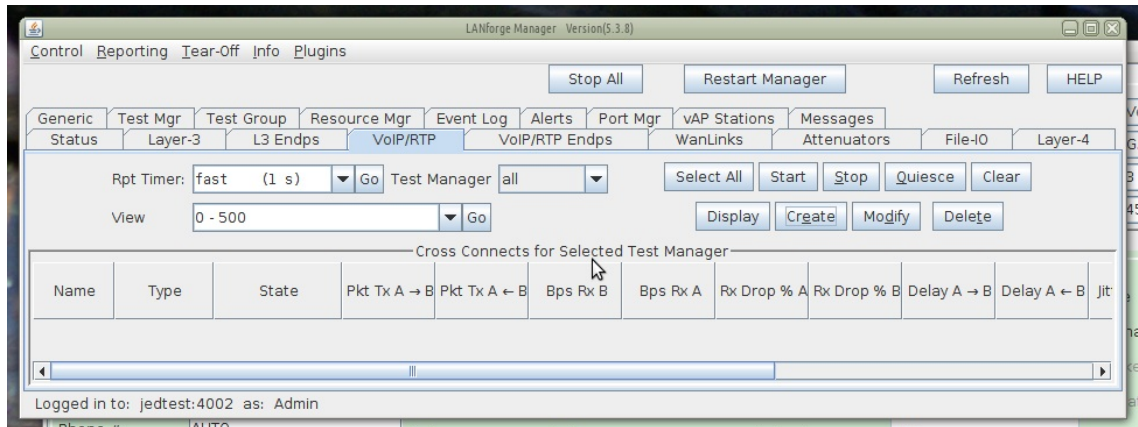 LANforge Manager Version(5.3.8)
Control Reporting Tear-Off Info Plugins
Stop All Restart Manager Refresh HELP
Generic Test Mgr Test Group Resource Mgr Event Log Alerts Port Mgr vAP Stations Messages
Status Layer-3 L3 Endps VoIP/RTP VoIP/RTP Endps WanLinks Attenuators File-IO Layer-4
Rpt Timer: fast (1 s) Go Test Manager all Select All Start Stop Quiesce Clear
View 0 - 500 Go Display Create Modify Delete
Cross Connects for Selected Test Manager
Name Type State Pkt Tx A → B Pkt Tx A ← B Bps Rx B Bps Rx A Rx Drop % A Rx Drop % B Delay A → B Delay A ← B Jit
Logged in to: jedtest:4002 as: Admin